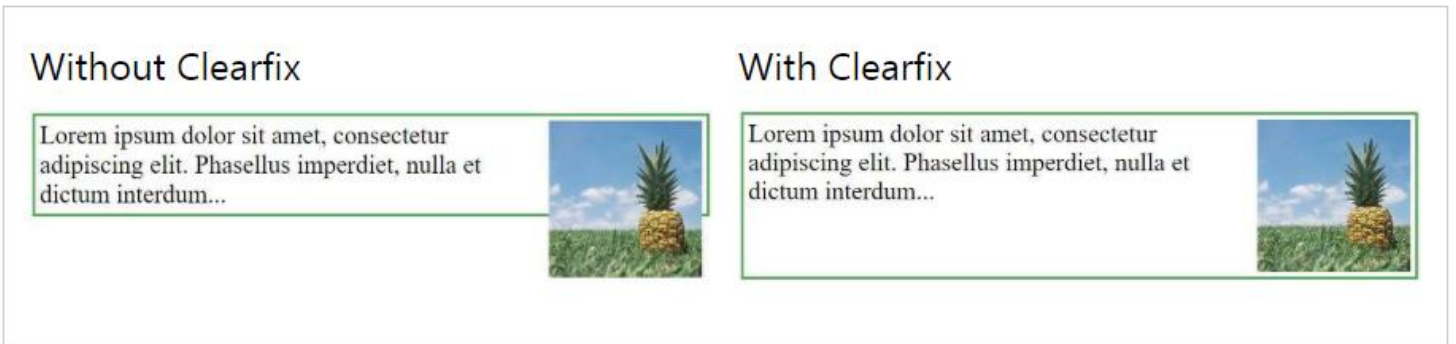 Without Clearfix
Lorem ipsum dolor sit amet, consectetur
adipiscing elit. Phasellus imperdiet, nulla et
dictum interdum...
With Clearfix
Lorem ipsum dolor sit amet, consectetur
adipiscing elit. Phasellus imperdiet, nulla et
dictum interdum...